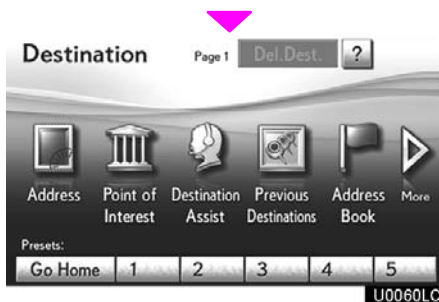 Destination Page 1 Del.Dest. ?
Address Point of Interest Destination Assist Previous Destinations Address Book More
Presets:
Go Home 1 2 3 4 5
U0060LC